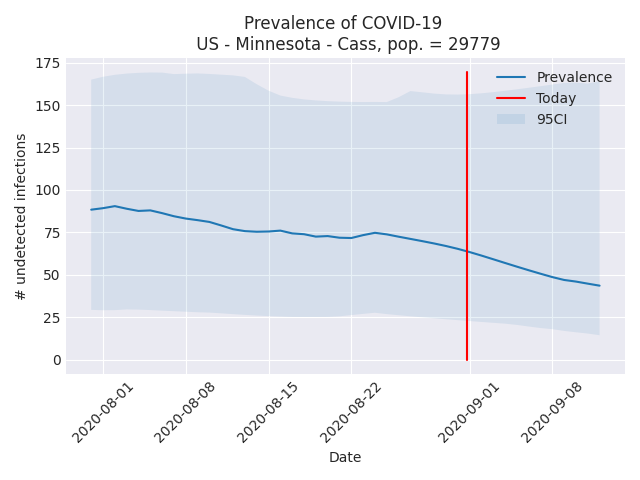 Prevalence of COVID-19
US - Minnesota - Cass, pop. = 29779
# undetected infections
175
150
125
100
75
50
25
0
Prevalence
Today
95CI
2020-08-01
2020-08-08
2020-08-15
2020-08-22
2020-09-01
2020-09-08
Date